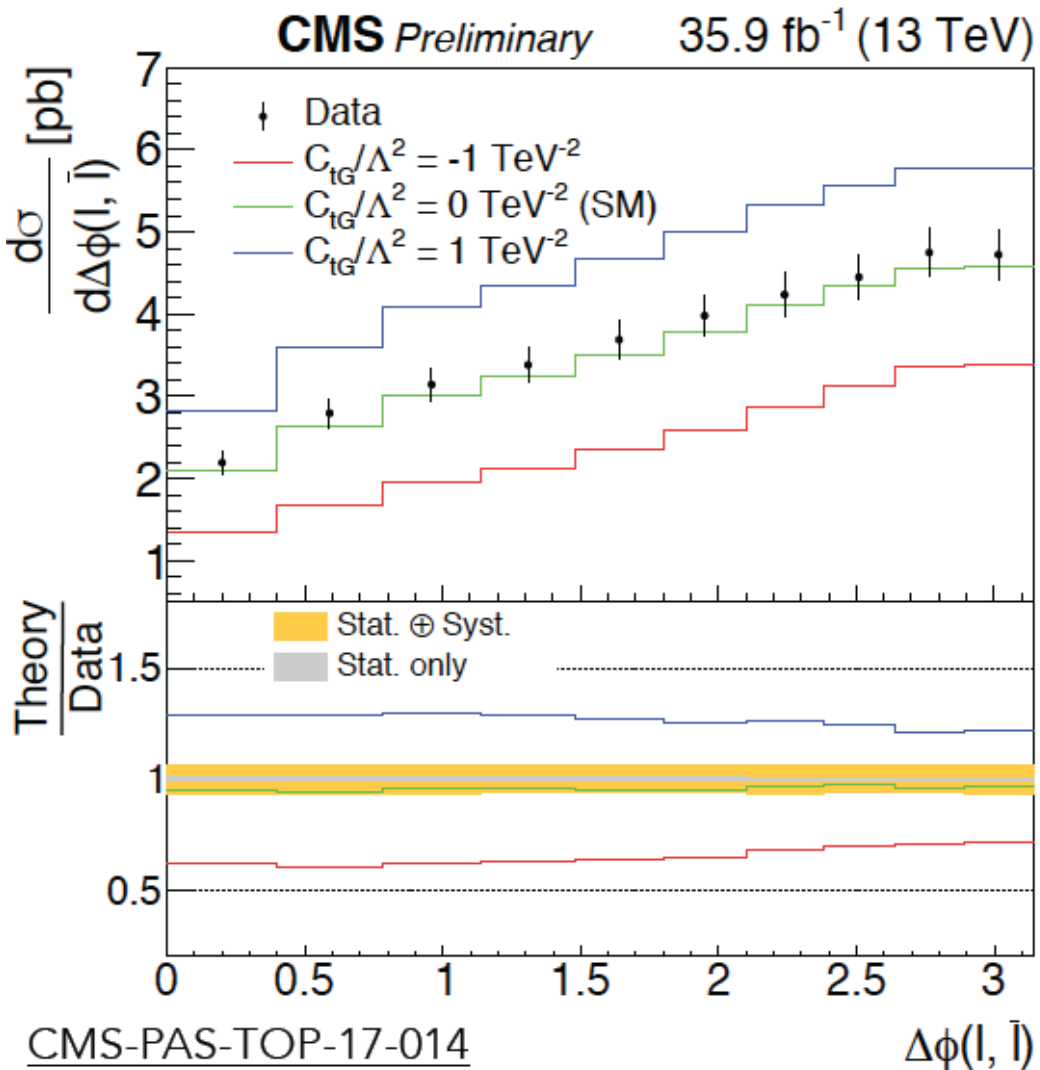 CMS Preliminary 35.9 fb⁻¹ (13 TeV)
dσ
dΔϕ(l, l̄)
[pb]
7
6
5
4
3
2
1
Data
C_tG/Λ² = -1 TeV⁻²
C_tG/Λ² = 0 TeV⁻² (SM)
C_tG/Λ² = 1 TeV⁻²
Theory
Data
1.5
1
0.5
Stat. ⊕ Syst.
Stat. only
0 0.5 1 1.5 2 2.5 3
CMS-PAS-TOP-17-014 Δϕ(l, l̄)